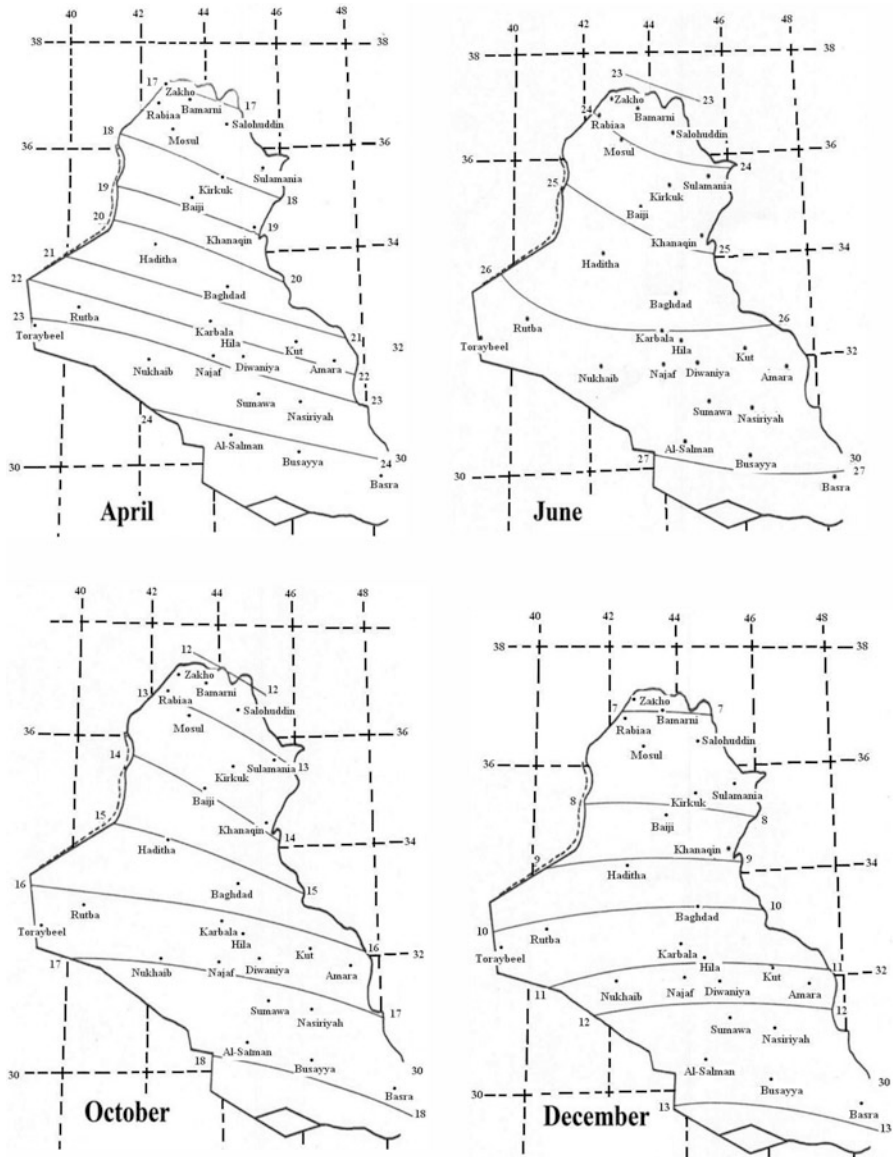 April
40 42 44 46 48
38 38
17
Zakho
Bamarni
17
Rabiaa
Salohuddin
Mosul
18
36 36
Sulamania
Kirkuk
18
19
Baiji
20
Khanaqin
19
34
21
Haditha
22
20
Baghdad
Rutba
23
Toraybeel
Karbala
21
Hila
Kut
32
Nukhaib
Najaf
Diwaniya
Amara
22
Sumawa
23
Nasiriyah
24
Al-Salman
Busayya
24
30 30
Basra
June
40 42 44 46 48
38 38
23
Zakho
Bamarni
23
24
Rabiaa
Salohuddin
Mosul
36 36
24
Sulamania
25
Kirkuk
Baiji
Khanaqin
25
34
26
Haditha
Baghdad
Rutba
26
Toraybeel
Karbala
Hila
Kut
32
Nukhaib
Najaf
Diwaniya
Amara
Sumawa
Nasiriyah
Al-Salman
27
Busayya
30 30
27
Basra
October
40 42 44 46 48
12
Zakho
12
Bamarni
13
Rabiaa
Salohuddin
Mosul
36 36
14
Sulamania
13
Kirkuk
Baiji
15
Khanaqin
14
34
Haditha
16
Baghdad
15
Rutba
Toraybeel
Karbala
Hila
Kut
16
32
17
Nukhaib
Najaf
Diwaniya
Amara
Sumawa
17
Nasiriyah
Al-Salman
18
Busayya
30 30
Basra
18
December
40 42 44 46 48
38 38
Zakho
7
Bamarni
7
Rabiaa
Salohuddin
Mosul
36 36
Sulamania
8
Kirkuk
8
Baiji
Khanaqin
9
9
34
Haditha
Baghdad
10
10
Rutba
Toraybeel
Karbala
Hila
Kut
11
32
11
Nukhaib
Najaf
Diwaniya
Amara
12
Sumawa
12
Nasiriyah
Al-Salman
Busayya
30 30
13
Basra
13